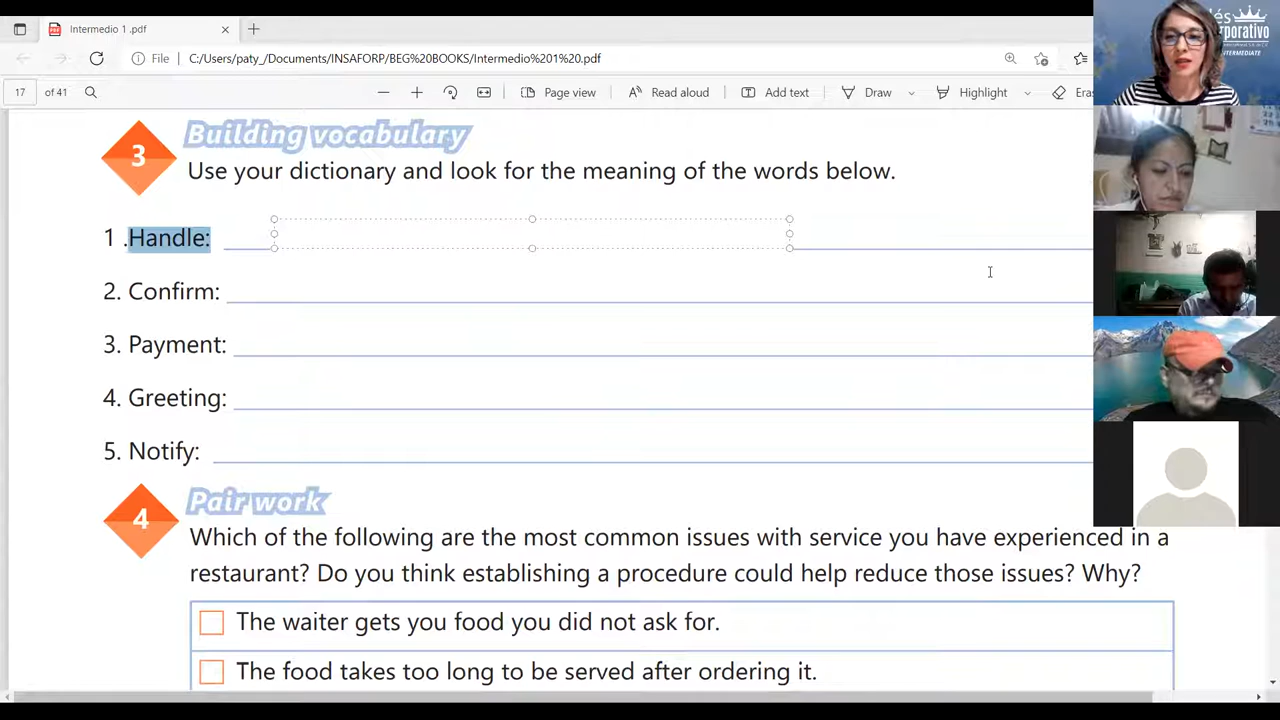 Intermedio 1 .pdf
File
C:/Users/paty_/Documents/INSAFORP/BEG%20BOOKS/Intermedio%201%20.pdf
17 of 41
Page view
Read aloud
Add text
Draw
Highlight
3
Building vocabulary
Use your dictionary and look for the meaning of the words below.
1 .Handle:
2. Confirm:
3. Payment:
4. Greeting:
5. Notify:
4
Pair work
Which of the following are the most common issues with service you have experienced in a
restaurant? Do you think establishing a procedure could help reduce those issues? Why?
The waiter gets you food you did not ask for.
The food takes too long to be served after ordering it.